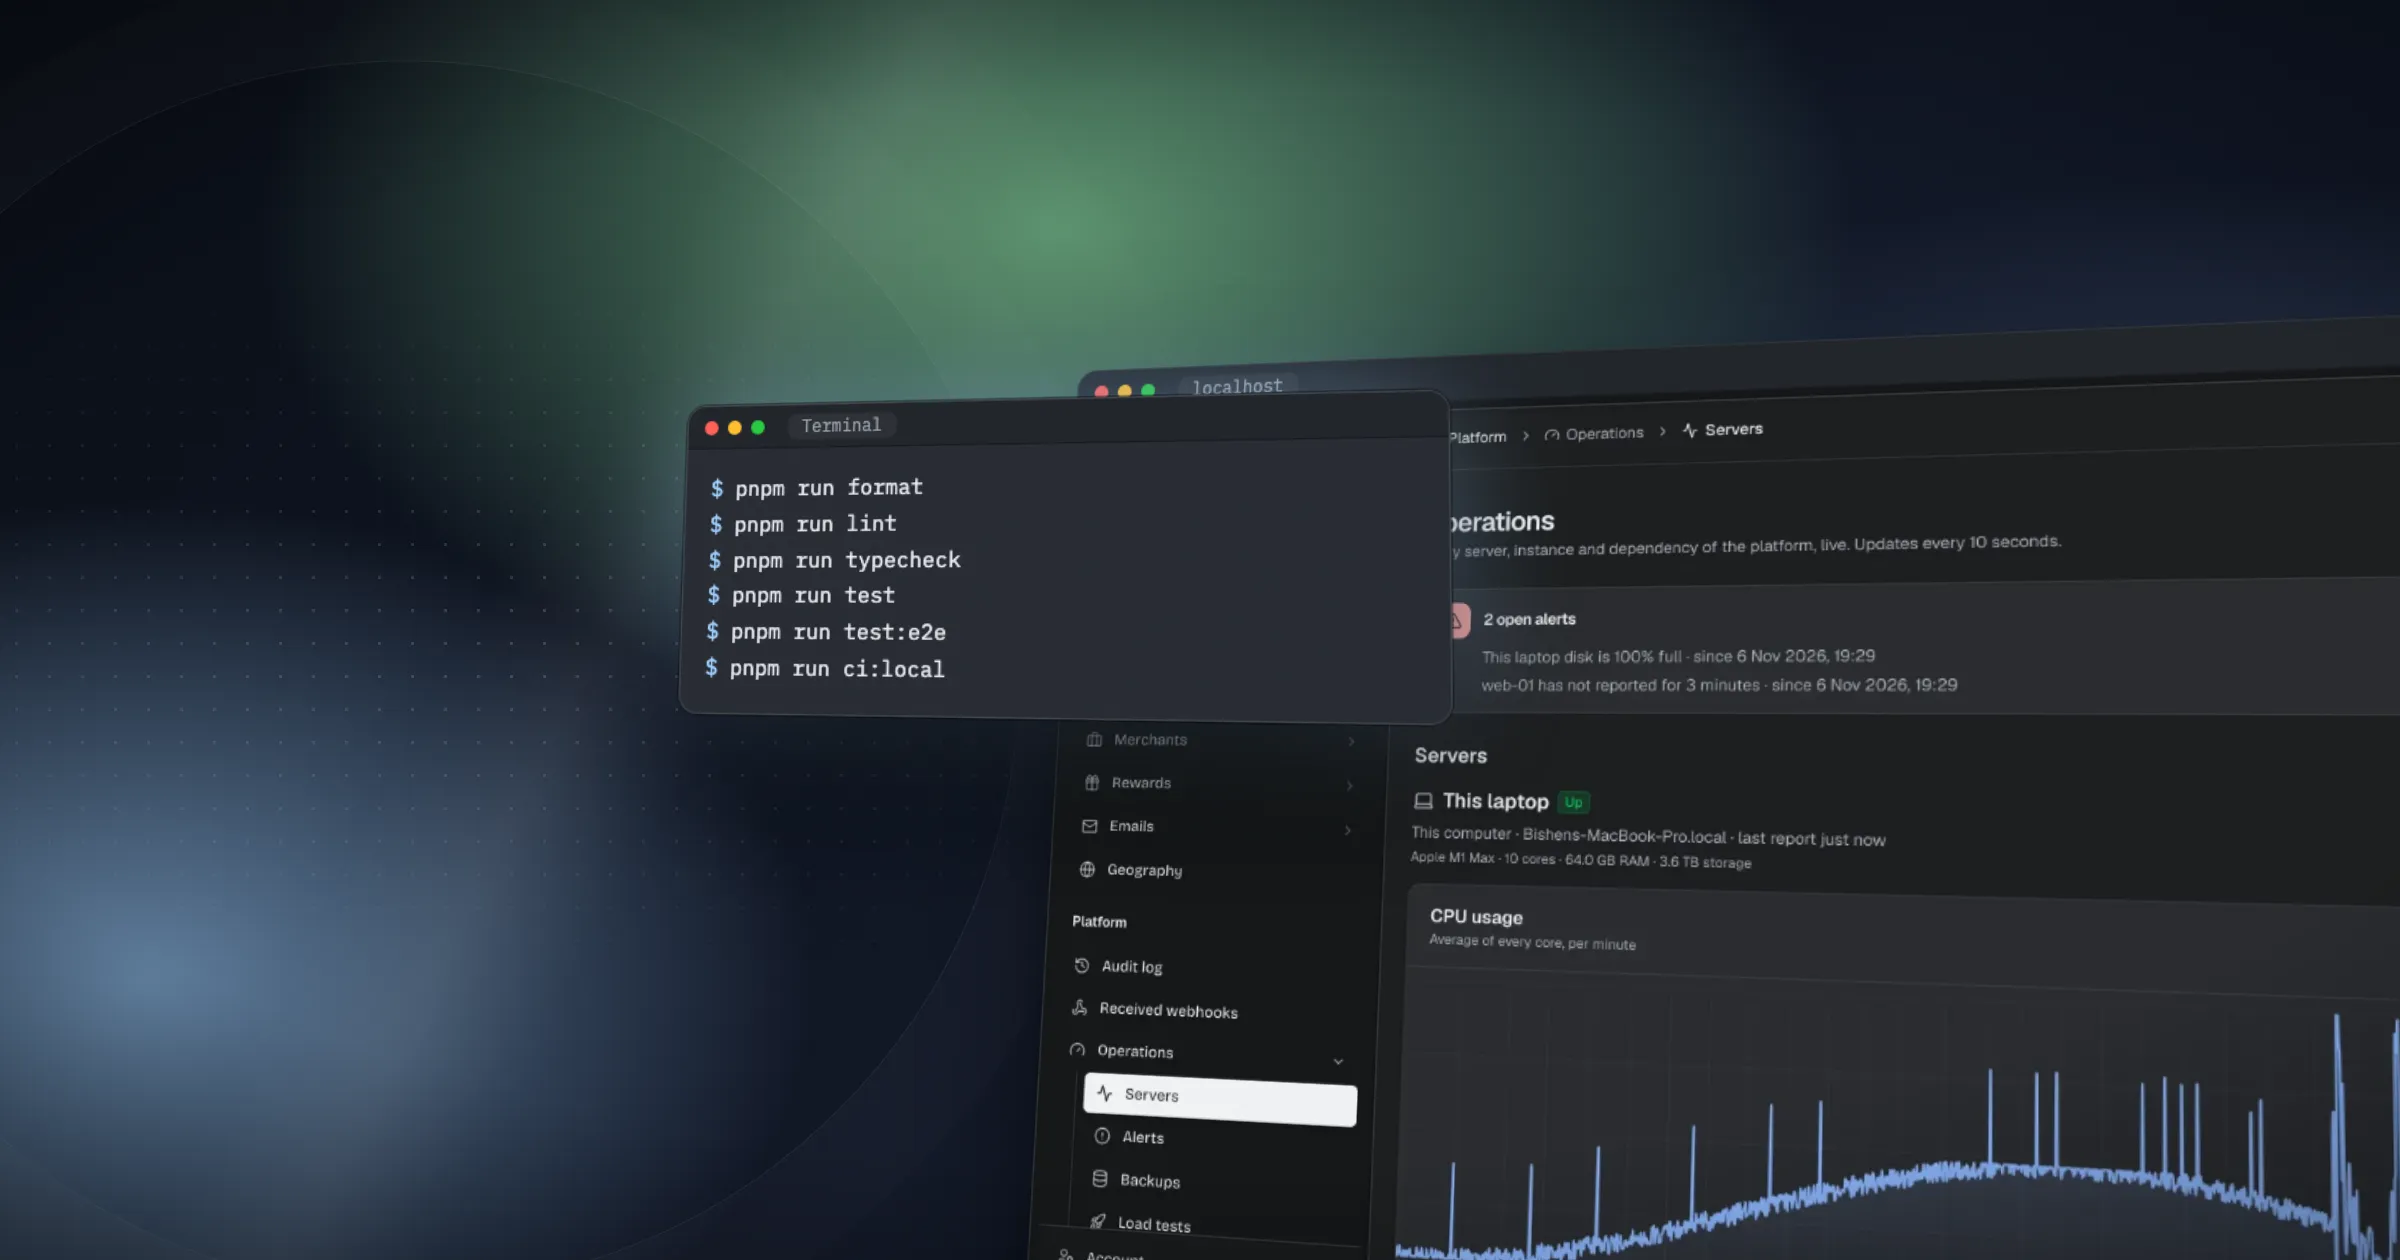 localhost
Terminal
$ pnpm run format
$ pnpm run lint
$ pnpm run typecheck
$ pnpm run test
$ pnpm run test:e2e
$ pnpm run ci:local
Platform > Operations > Servers
perations
y server, instance and dependency of the platform, live. Updates every 10 seconds.
2 open alerts
This laptop disk is 100% full · since 6 Nov 2026, 19:29
web-01 has not reported for 3 minutes · since 6 Nov 2026, 19:29
Merchants
Rewards
Emails
Geography
Platform
Audit log
Received webhooks
Operations
Servers
Alerts
Backups
Load tests
Account
Servers
This laptop Up
This computer · Bishens-MacBook-Pro.local · last report just now
Apple M1 Max · 10 cores · 64.0 GB RAM · 3.6 TB storage
CPU usage
Average of every core, per minute